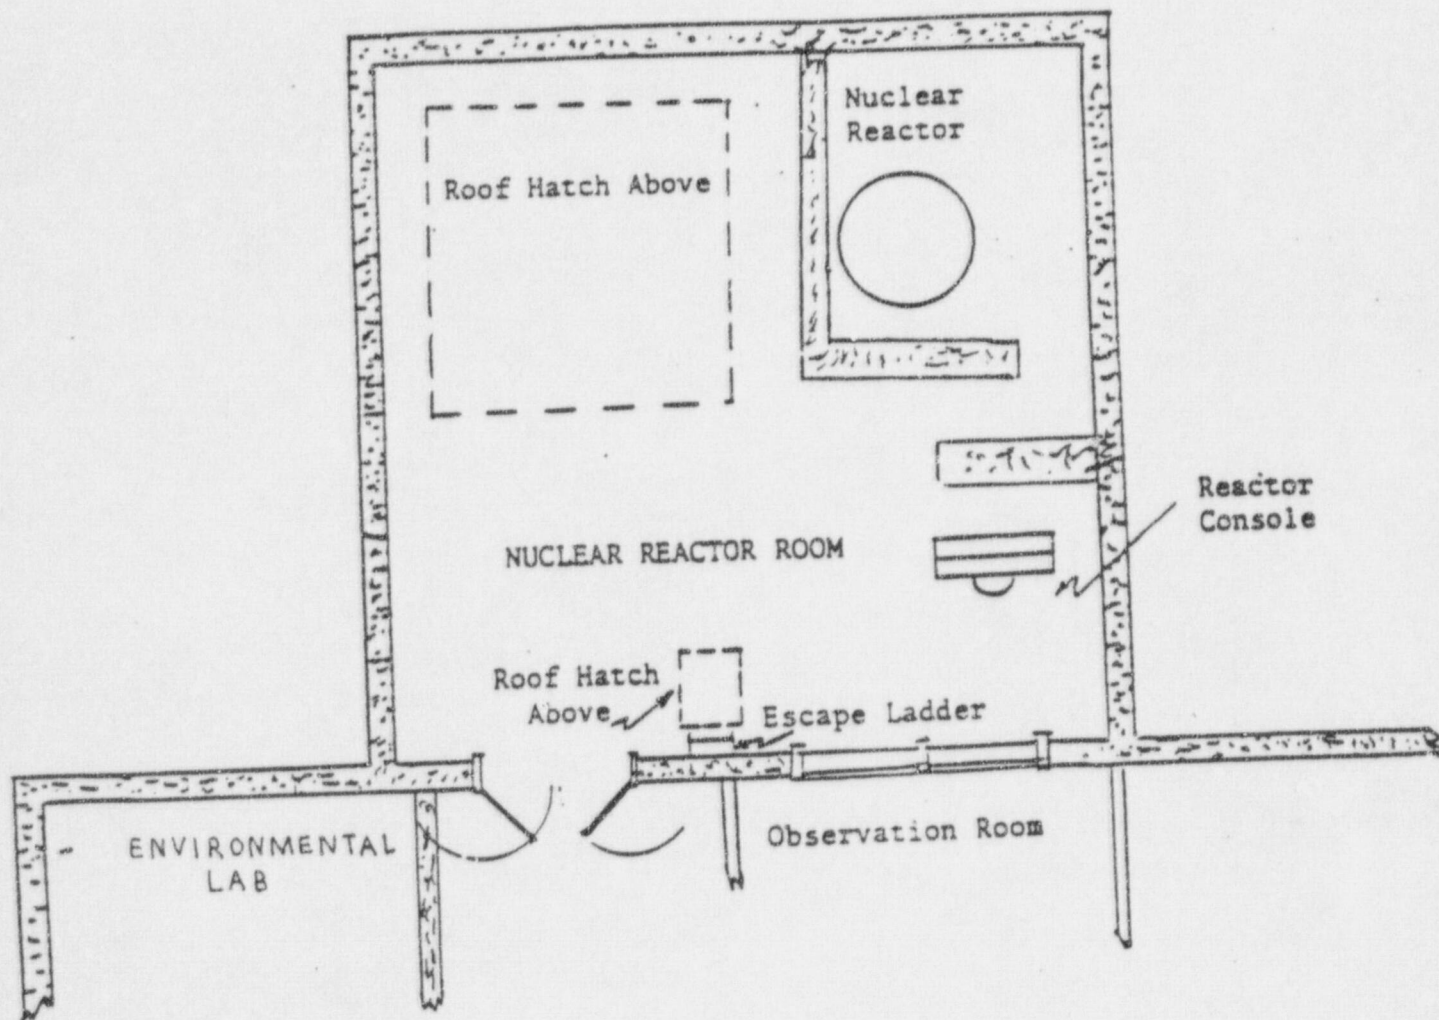 Nuclear
Reactor
Roof Hatch Above
Reactor
Console
NUCLEAR REACTOR ROOM
Roof Hatch
Above
Escape Ladder
Observation Room
ENVIRONMENTAL
LAB